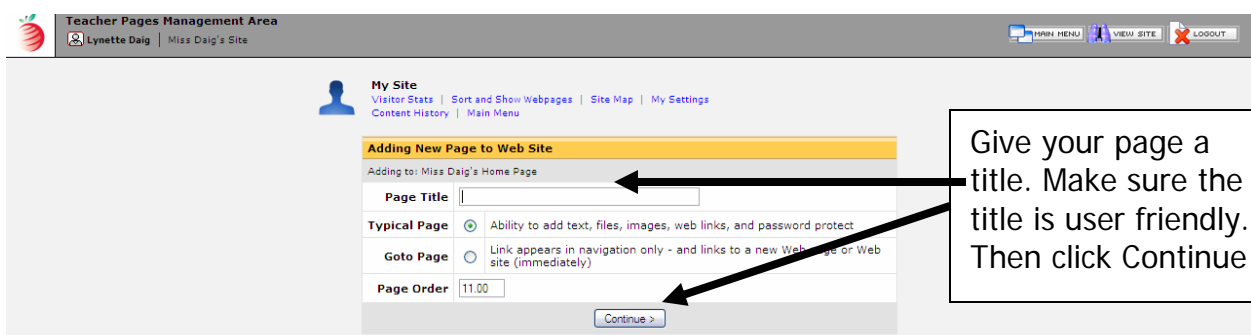 Teacher Pages Management Area
Lynette Daig | Miss Daig's Site
MAIN MENU VIEW SITE LOGOUT
My Site
Visitor Stats | Sort and Show Webpages | Site Map | My Settings
Content History | Main Menu
Adding New Page to Web Site
Adding to: Miss Daig's Home Page
Page Title
Typical Page Ability to add text, files, images, web links, and password protect
Goto Page Link appears in navigation only - and links to a new Web page or Web
site (immediately)
Page Order 11.00
Continue >
Give your page a
title. Make sure the
title is user friendly.
Then click Continue